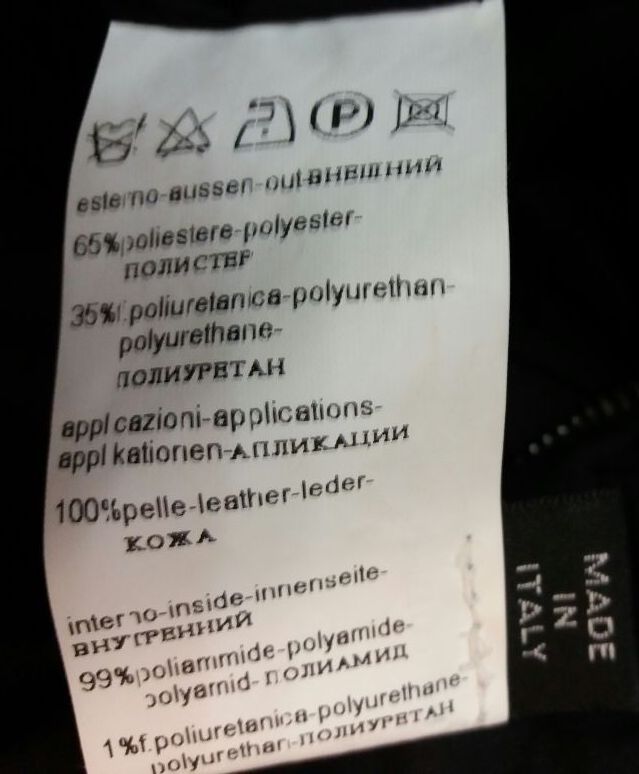 P
esterno-aussen-out-ВНЕШНИЙ
65%poliestere-polyester-
ПОЛИСТЕР
35%f.poliuretanica-polyurethan-
polyurethane-
ПОЛИУРЕТАН
applicazioni-applications-
applikationen-АПЛИКАЦИИ
100%pelle-leather-leder-
КОЖА
interno-inside-innenseite-
ВНУТРЕННИЙ
99%poliammide-polyamide-
polyamid-ПОЛИАМИД
1%f.poliuretanica-polyurethane-
polyurethan-ПОЛИУРЕТАН
MADE
IN
ITALY